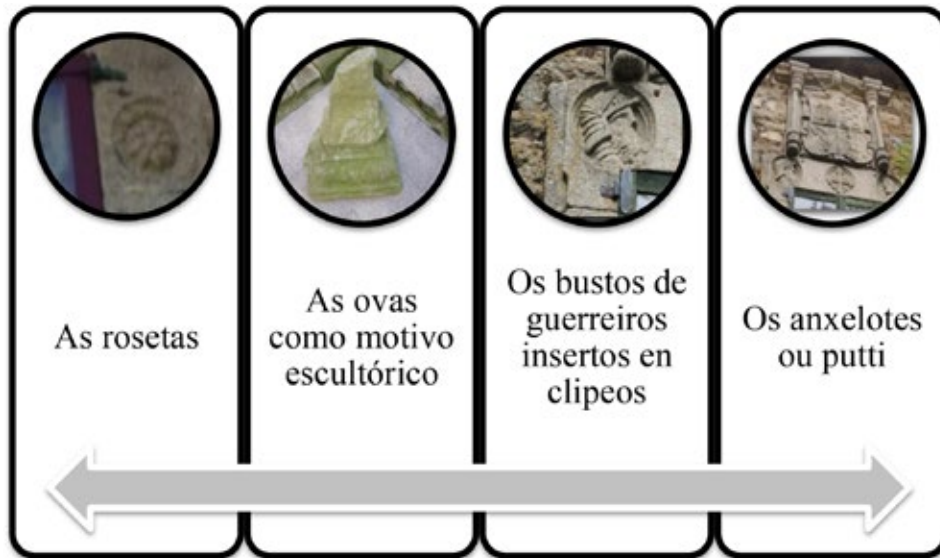 As rosetas
As ovas
como motivo
escultórico
Os bustos de
guerreiros
insertos en
clipeos
Os anxelotes
ou putti